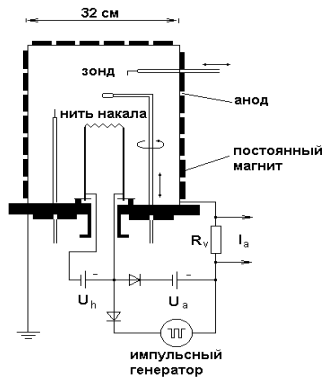 32 см
зонд
анод
нить накала
постоянный
магнит
R_v
I_a
U_h
U_a
импульсный
генератор